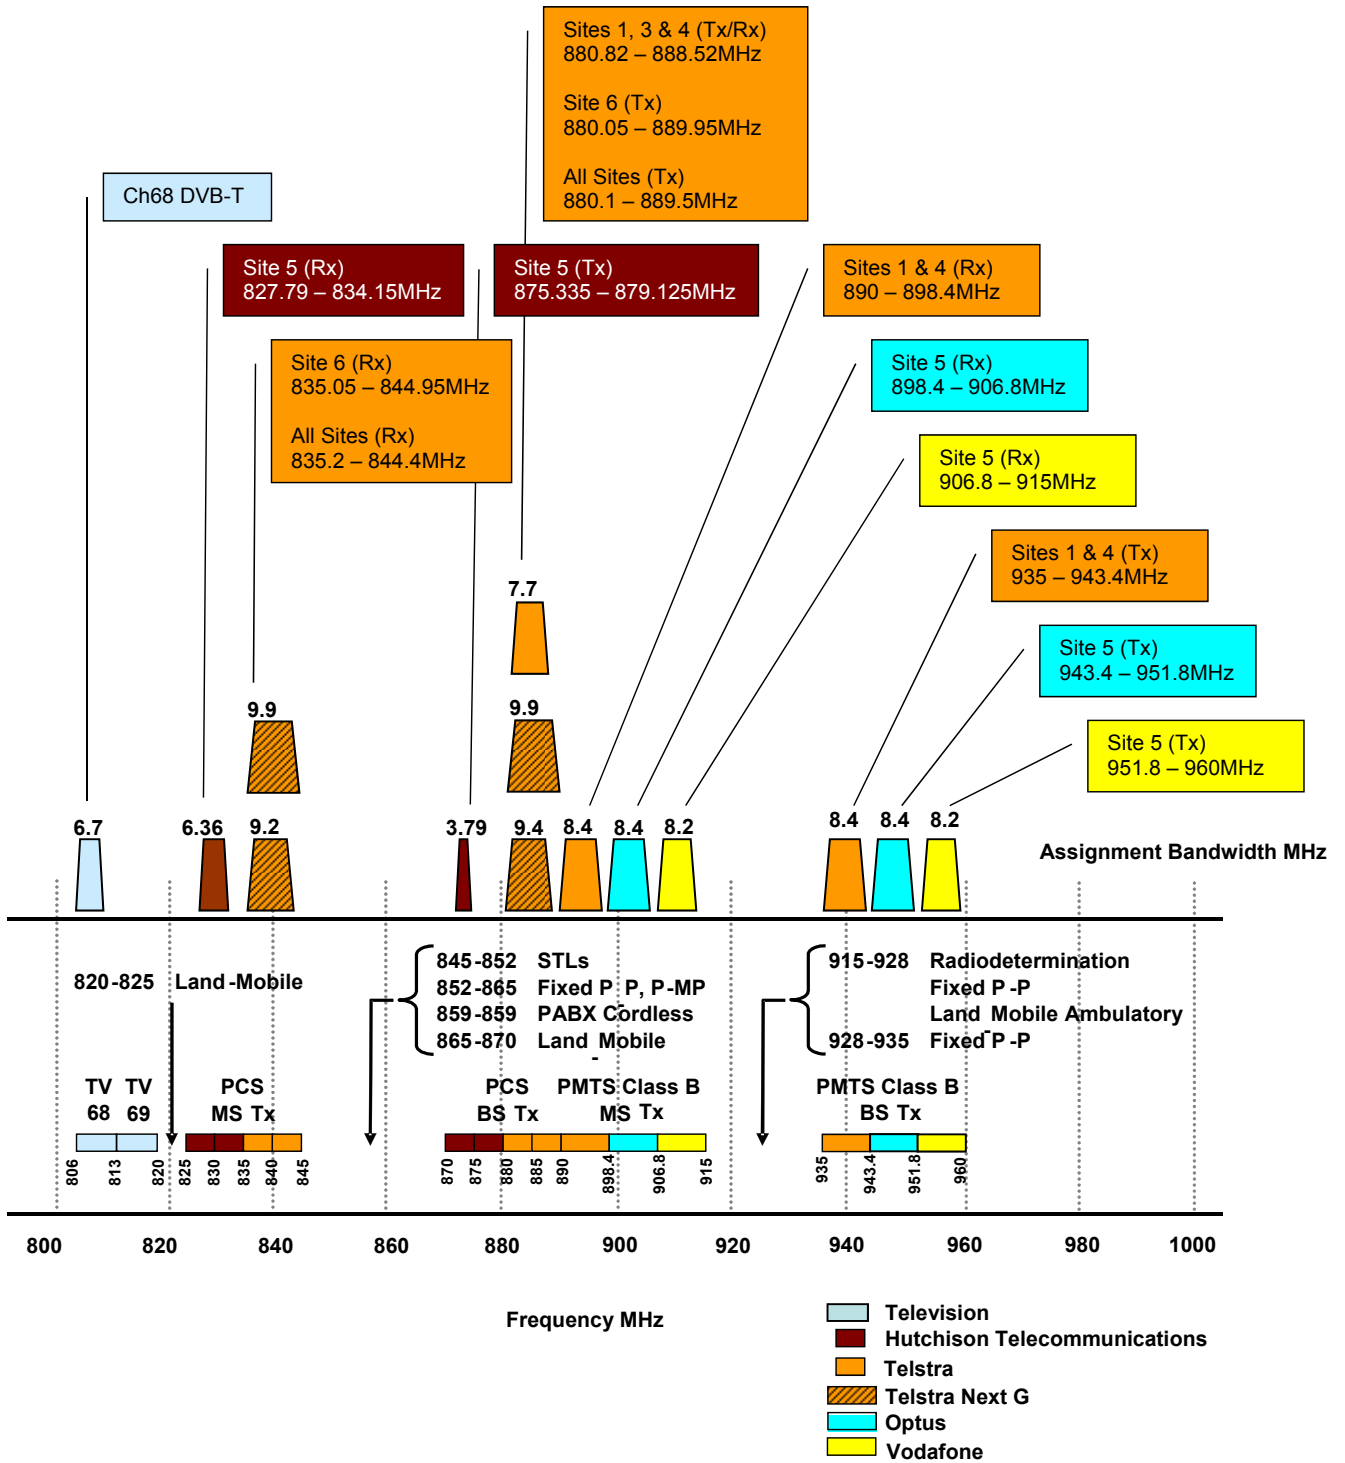 Sites 1, 3 & 4 (Tx/Rx)
880.82 – 888.52MHz
Site 6 (Tx)
880.05 – 889.95MHz
All Sites (Tx)
880.1 – 889.5MHz
Ch68 DVB-T
Site 5 (Rx)
827.79 – 834.15MHz
Site 5 (Tx)
875.335 – 879.125MHz
Sites 1 & 4 (Rx)
890 – 898.4MHz
Site 6 (Rx)
835.05 – 844.95MHz
All Sites (Rx)
835.2 – 844.4MHz
Site 5 (Rx)
898.4 – 906.8MHz
Site 5 (Rx)
906.8 – 915MHz
Sites 1 & 4 (Tx)
935 – 943.4MHz
Site 5 (Tx)
943.4 – 951.8MHz
Site 5 (Tx)
951.8 – 960MHz
7.7
9.9
9.9
6.7
6.36
9.2
3.79
9.4
8.4
8.4
8.2
8.4
8.4
8.2
Assignment Bandwidth MHz
820-825 Land-Mobile
845-852 STLs
852-865 Fixed P_P, P-MP
859-859 PABX Cordless
865-870 Land_Mobile
915-928 Radiodetermination
Fixed P-P
Land_Mobile Ambulatory
928-935 Fixed P-P
TV 68
TV 69
PCS
MS Tx
PCS
BS Tx
PMTS Class B
MS Tx
PMTS Class B
BS Tx
806 813 820 825 830 835 840 845 870 875 880 885 890 898.4 906.8 915 935 943.4 951.8 960
800 820 840 860 880 900 920 940 960 980 1000
Frequency MHz
Television
Hutchison Telecommunications
Telstra
Telstra Next G
Optus
Vodafone